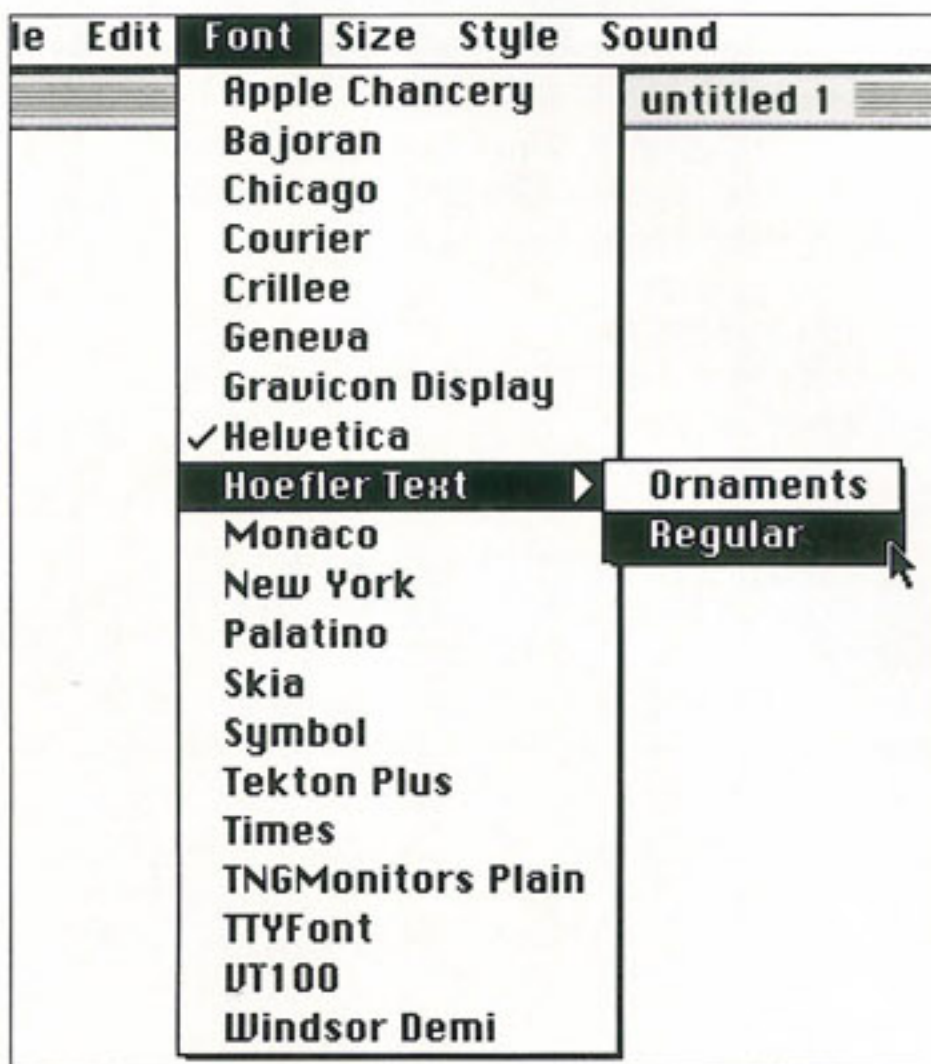 le Edit Font Size Style Sound
untitled 1
Apple Chancery
Bajoran
Chicago
Courier
Crillee
Geneva
Gravicon Display
✓Helvetica
Hoefler Text
Ornaments
Regular
Monaco
New York
Palatino
Skia
Symbol
Tekton Plus
Times
TNGMonitors Plain
TTYFont
VT100
Windsor Demi